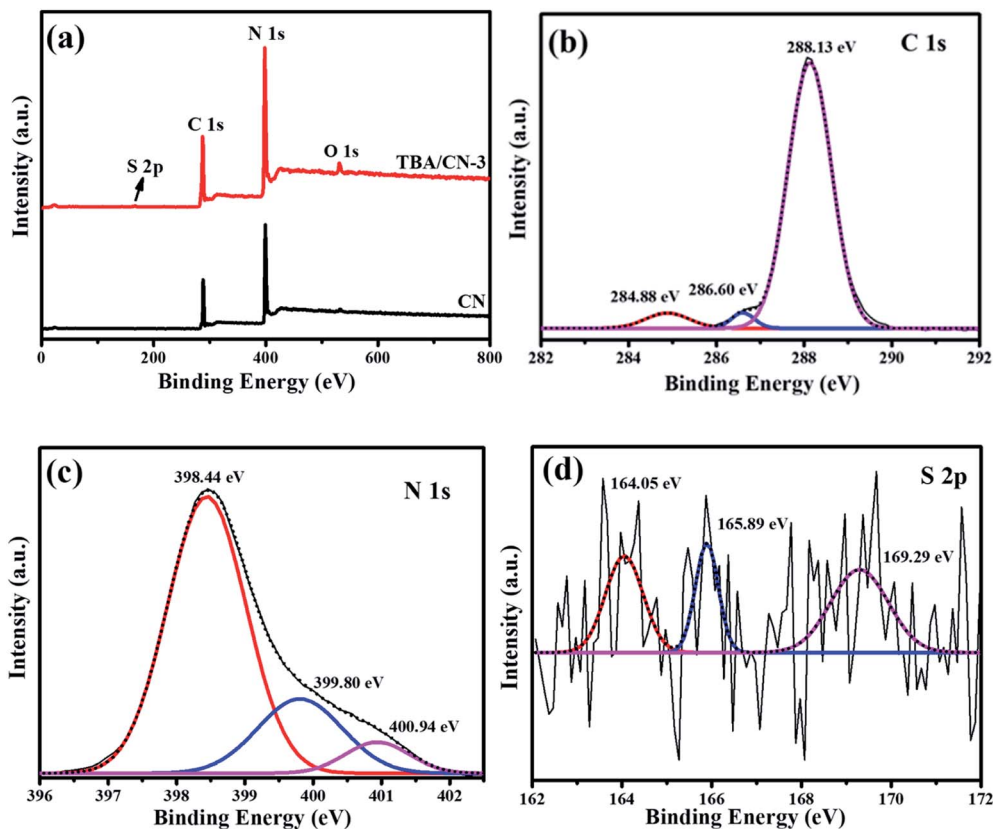 (a)
N 1s
C 1s
O 1s
S 2p
TBA/CN-3
CN
Intensity (a.u.)
0 200 400 600 800
Binding Energy (eV)
(b)
288.13 eV
C 1s
284.88 eV
286.60 eV
Intensity (a.u.)
282 284 286 288 290 292
Binding Energy (eV)
(c)
398.44 eV
N 1s
399.80 eV
400.94 eV
Intensity (a.u.)
396 397 398 399 400 401 402
Binding Energy (eV)
(d)
S 2p
164.05 eV
165.89 eV
169.29 eV
Intensity (a.u.)
162 164 166 168 170 172
Binding Energy (eV)